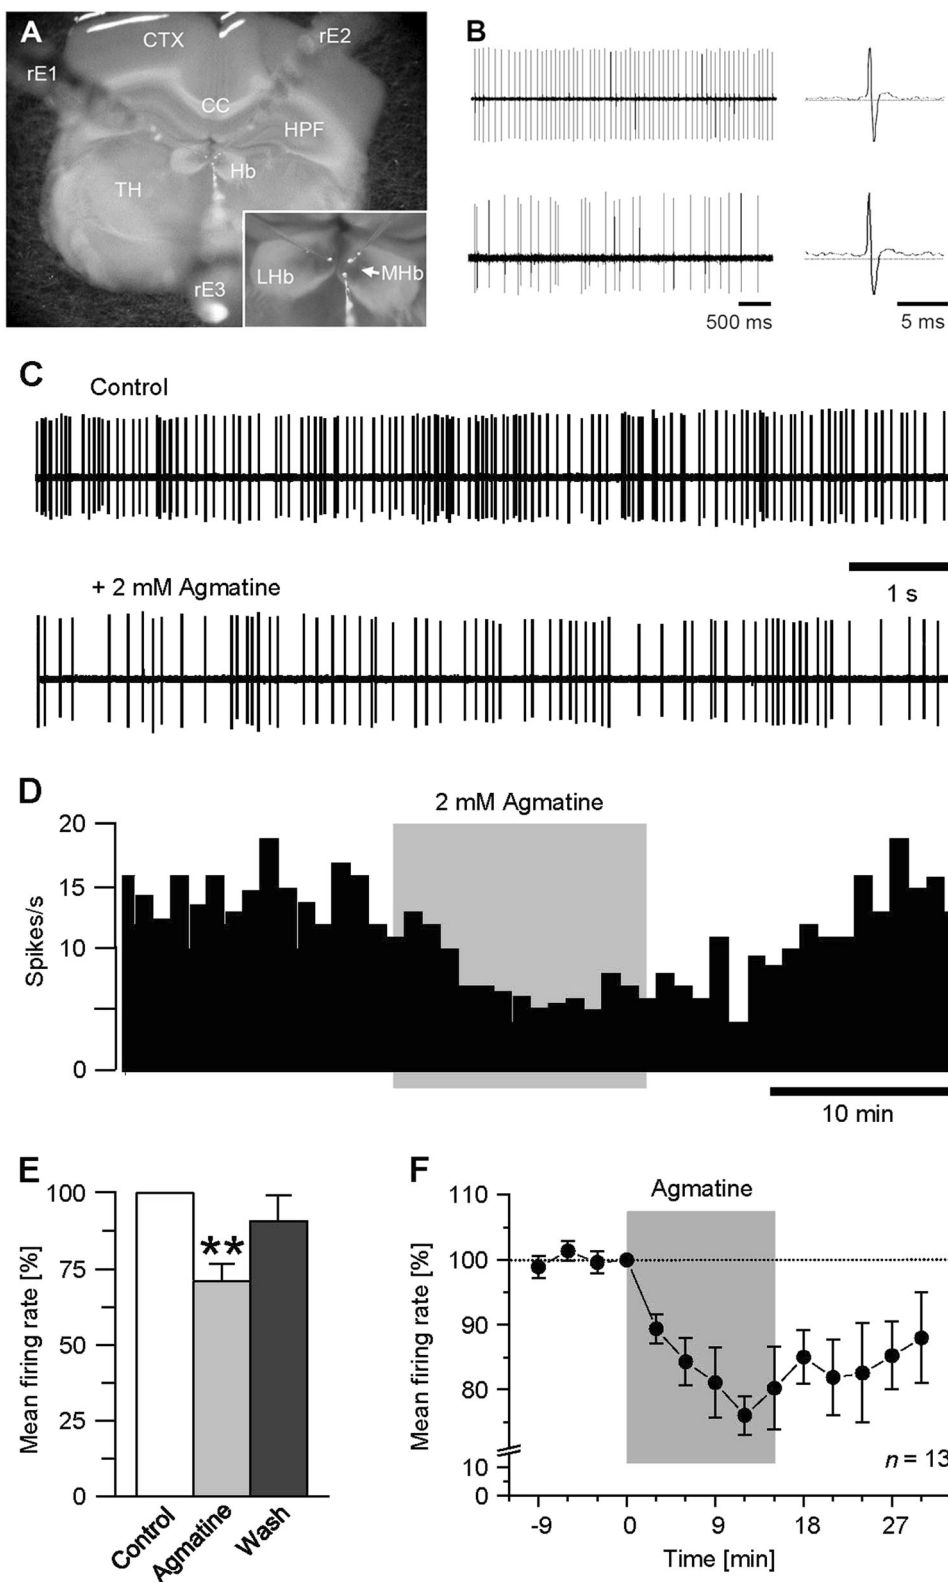 A
CTX
rE2
rE1
CC
HPF
Hb
TH
LHb
MHb
rE3
B
500 ms
5 ms
C
Control
1 s
+ 2 mM Agmatine
D
2 mM Agmatine
20
15
10
0
Spikes/s
10 min
E
100
75
50
25
0
Mean firing rate [%]
**
Control
Agmatine
Wash
F
Agmatine
110
100
90
80
10
0
Mean firing rate [%]
n = 13
-9
0
9
18
27
Time [min]